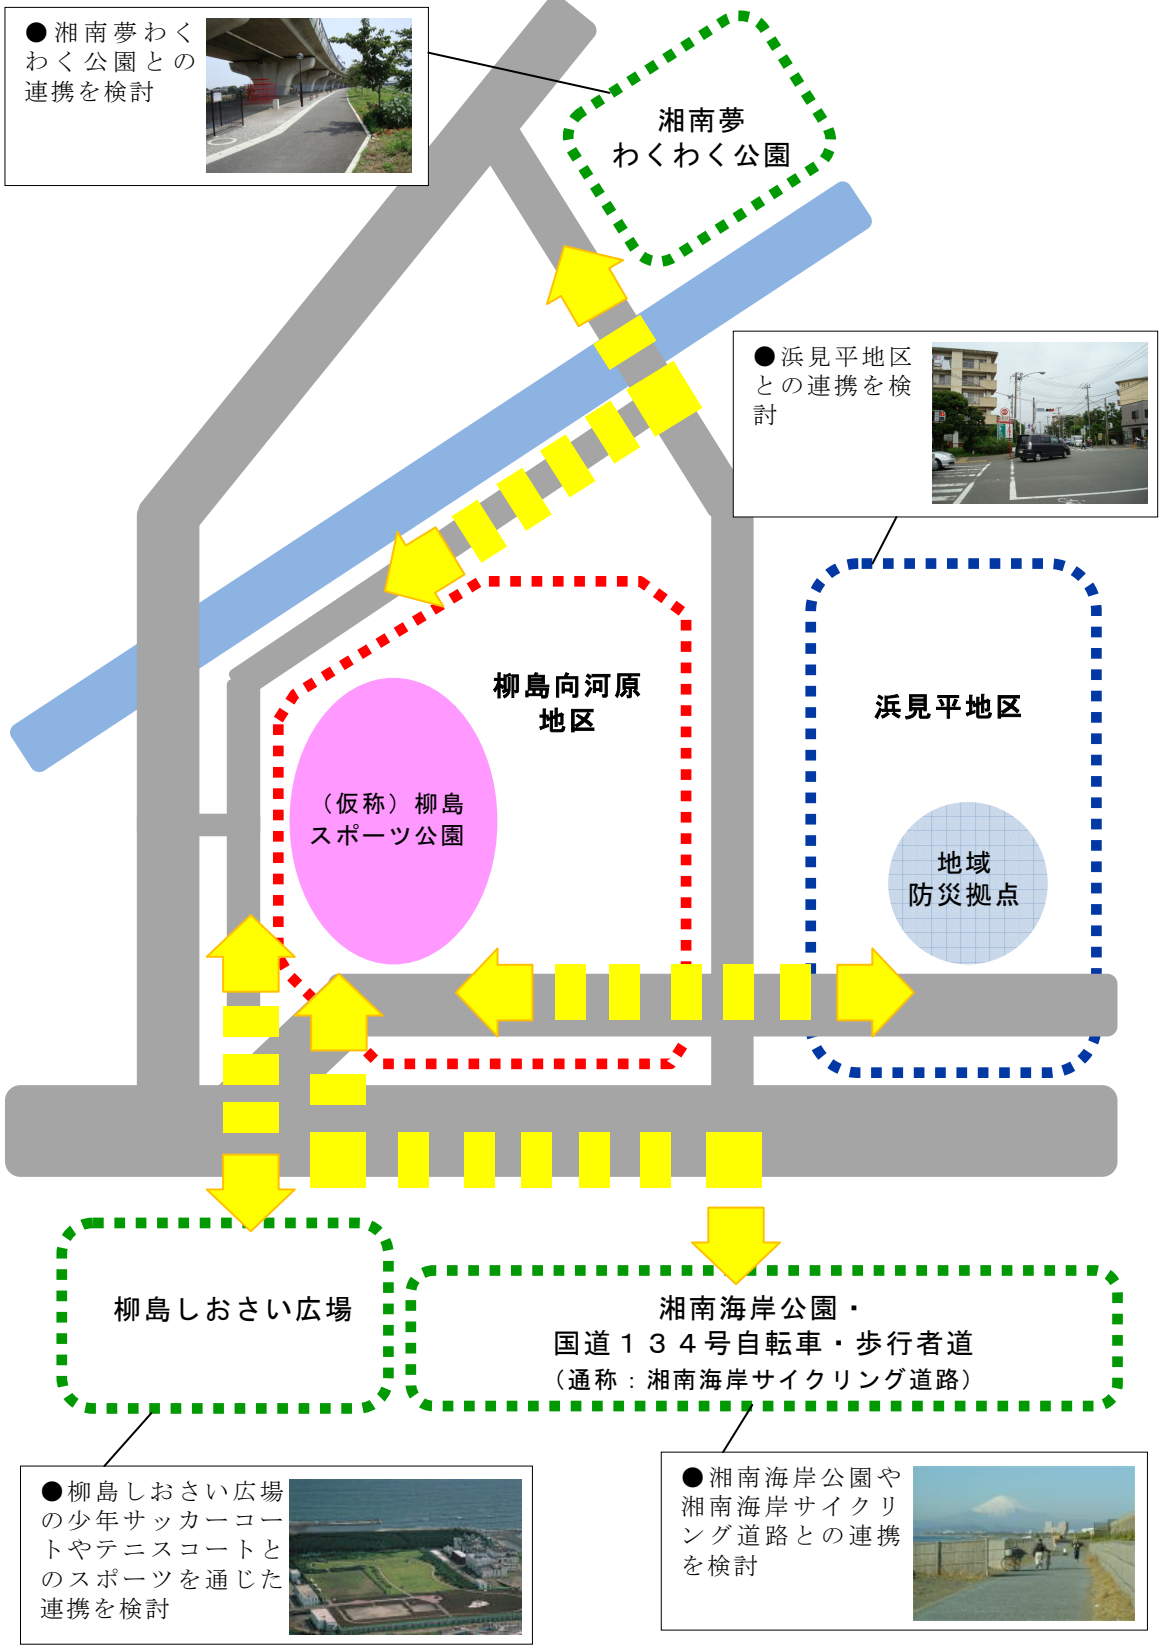 ●湘南夢わく
わく公園との
連携を検討
湘南夢
わくわく公園
●浜見平地区
との連携を検
討
柳島向河原
地区
浜見平地区
（仮称）柳島
スポーツ公園
地域
防災拠点
柳島しおさい広場
湘南海岸公園・
国道１３４号自転車・歩行者道
（通称：湘南海岸サイクリング道路）
●柳島しおさい広場
の少年サッカーコー
トやテニスコートと
のスポーツを通じた
連携を検討
●湘南海岸公園や
湘南海岸サイクリ
ング道路との連携
を検討